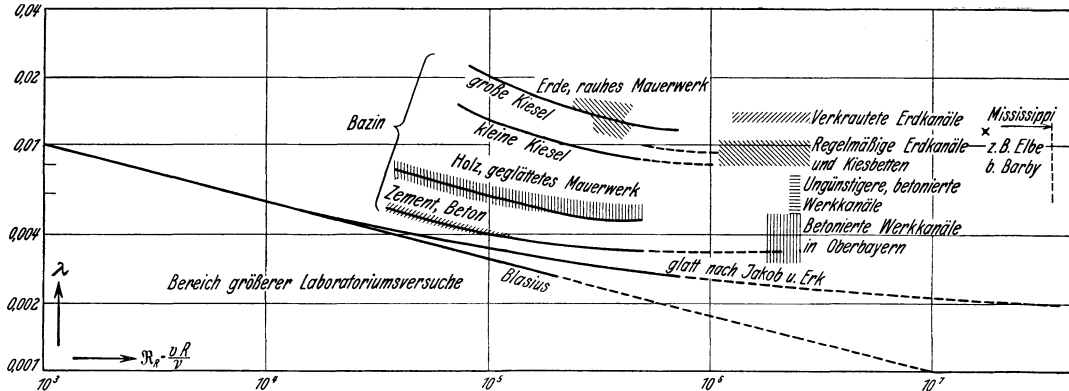 0,04
0,02
0,01
0,004
0,002
0,001
λ
ℜ_R = vR/ν
10³
10⁴
10⁵
10⁶
10⁷
Bazin
große Kiesel
Erde, rauhes Mauerwerk
kleine Kiesel
Holz, geglättetes Mauerwerk
Zement, Beton
Bereich größerer Laboratoriumsversuche
Blasius
glatt nach Jakob u. Erk
Verkrautete Erdkanäle
Regelmäßige Erdkanäle
und Kiesbetten
Ungünstigere, betonierte
Werkkanäle
Betonierte Werkkanäle
in Oberbayern
Mississippi
z.B. Elbe
b. Barby